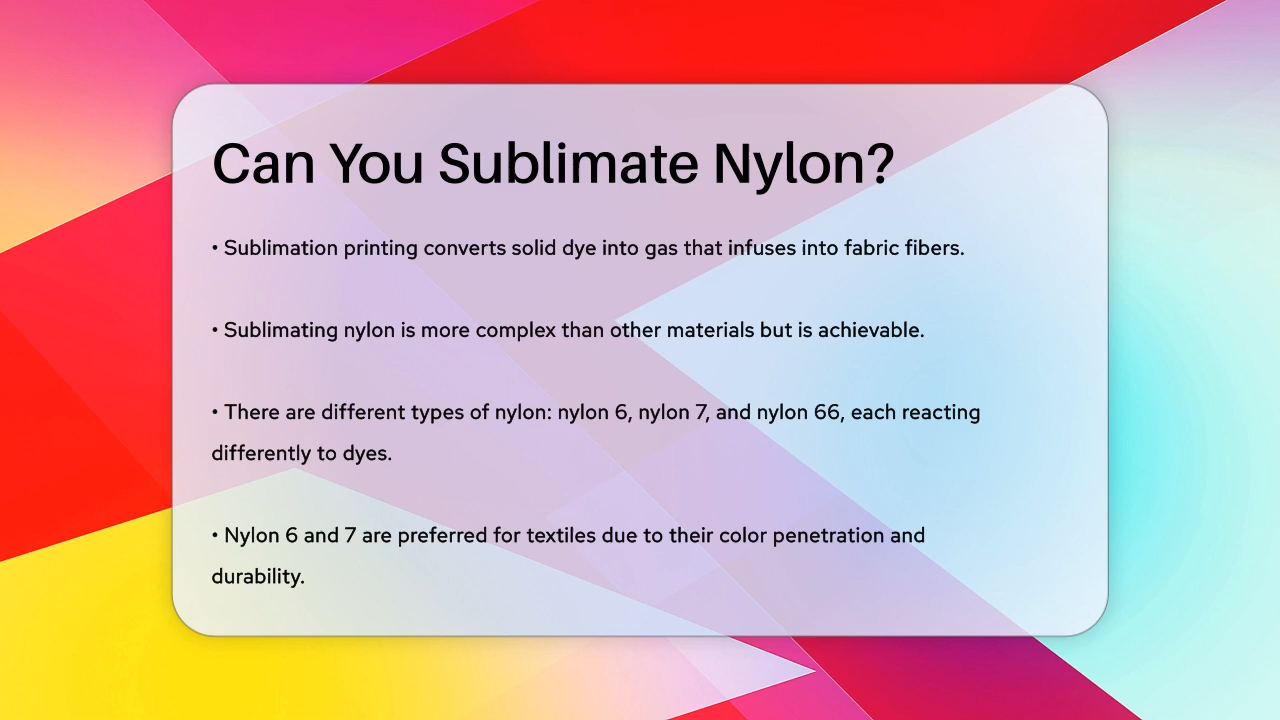 Can You Sublimate Nylon?
• Sublimation printing converts solid dye into gas that infuses into fabric fibers.
• Sublimating nylon is more complex than other materials but is achievable.
• There are different types of nylon: nylon 6, nylon 7, and nylon 66, each reacting
differently to dyes.
• Nylon 6 and 7 are preferred for textiles due to their color penetration and
durability.